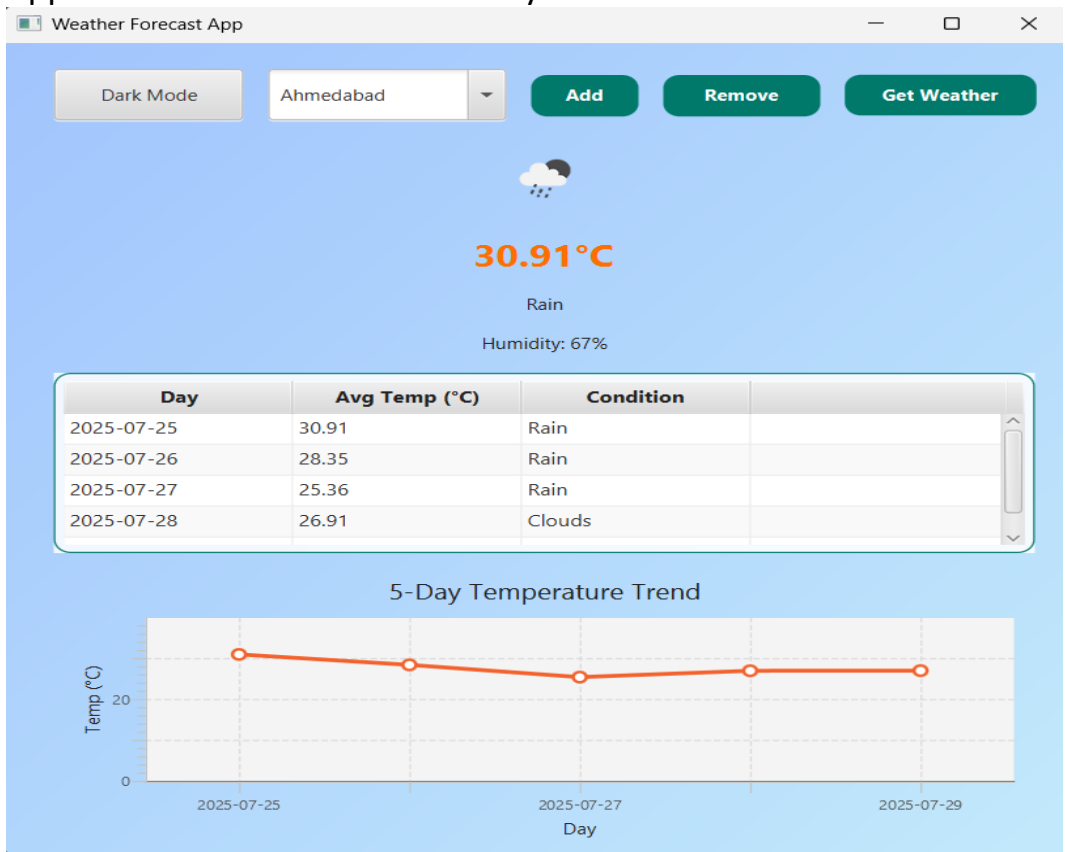 Weather Forecast App
Dark Mode Ahmedabad Add Remove Get Weather
30.91°C
Rain
Humidity: 67%
Day Avg Temp (°C) Condition
2025-07-25 30.91 Rain
2025-07-26 28.35 Rain
2025-07-27 25.36 Rain
2025-07-28 26.91 Clouds
5-Day Temperature Trend
Temp (°C)
20
0
2025-07-25 2025-07-27 2025-07-29
Day